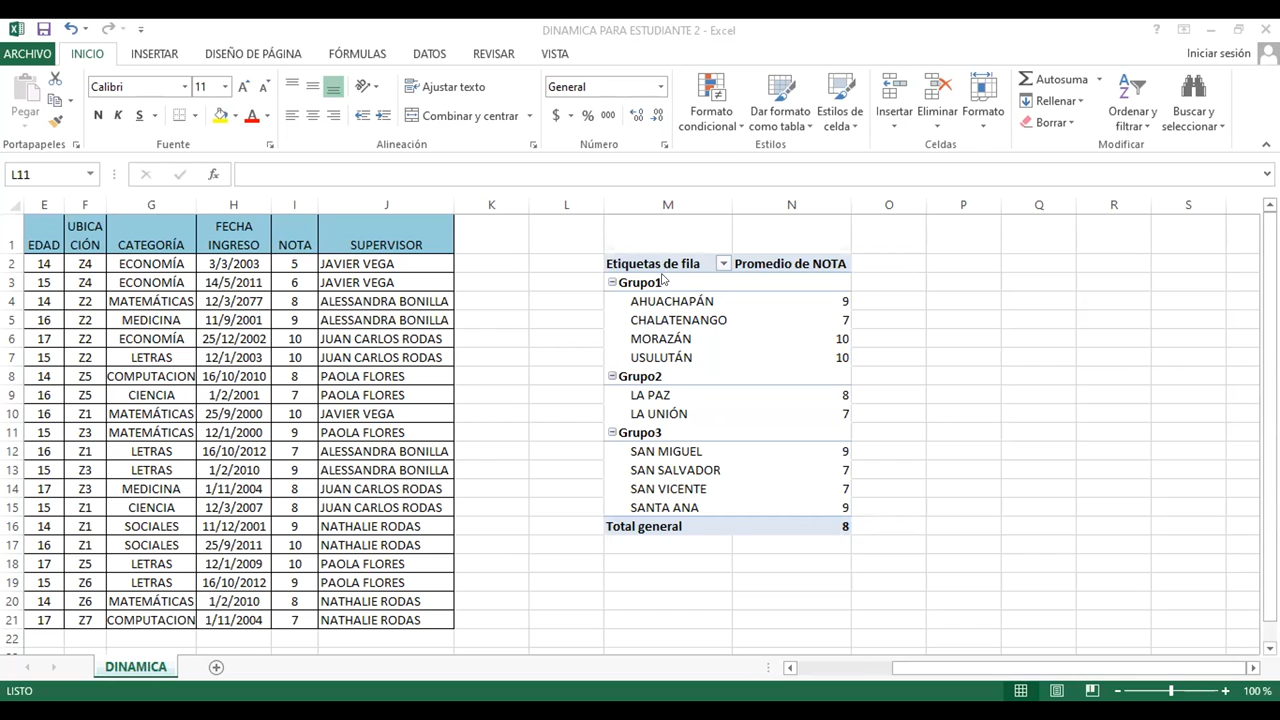 DINAMICA PARA ESTUDIANTE 2 - Excel
ARCHIVO INICIO INSERTAR DISEÑO DE PÁGINA FÓRMULAS DATOS REVISAR VISTA Iniciar sesión
Pegar
Calibri 11
N K S
Ajustar texto
Combinar y centrar
General
$ % 000
Formato condicional
Dar formato como tabla
Estilos de celda
Insertar
Eliminar
Formato
Autosuma
Rellenar
Borrar
Ordenar y filtrar
Buscar y seleccionar
Portapapeles Fuente Alineación Número Estilos Celdas Modificar
L11 fx
E F G H I J K L M N O P Q R S
1 EDAD UBICA CIÓN CATEGORÍA FECHA INGRESO NOTA SUPERVISOR
2 14 Z4 ECONOMÍA 3/3/2003 5 JAVIER VEGA Etiquetas de fila Promedio de NOTA
3 15 Z4 ECONOMÍA 14/5/2011 6 JAVIER VEGA Grupo1
4 14 Z2 MATEMÁTICAS 12/3/2077 8 ALESSANDRA BONILLA AHUACHAPÁN 9
5 16 Z2 MEDICINA 11/9/2001 9 ALESSANDRA BONILLA CHALATENANGO 7
6 17 Z2 ECONOMÍA 25/12/2002 10 JUAN CARLOS RODAS MORAZÁN 10
7 15 Z2 LETRAS 12/1/2003 10 JUAN CARLOS RODAS USULUTÁN 10
8 14 Z5 COMPUTACION 16/10/2010 8 PAOLA FLORES Grupo2
9 16 Z5 CIENCIA 1/2/2001 7 PAOLA FLORES LA PAZ 8
10 16 Z1 MATEMÁTICAS 25/9/2000 10 JAVIER VEGA LA UNIÓN 7
11 15 Z3 MATEMÁTICAS 12/1/2000 9 PAOLA FLORES Grupo3
12 16 Z1 LETRAS 16/10/2012 7 ALESSANDRA BONILLA SAN MIGUEL 9
13 15 Z3 LETRAS 1/2/2010 9 ALESSANDRA BONILLA SAN SALVADOR 7
14 17 Z3 MEDICINA 1/11/2004 8 JUAN CARLOS RODAS SAN VICENTE 7
15 15 Z1 CIENCIA 12/3/2007 8 JUAN CARLOS RODAS SANTA ANA 9
16 14 Z1 SOCIALES 11/12/2001 9 NATHALIE RODAS Total general 8
17 16 Z1 SOCIALES 25/9/2011 10 NATHALIE RODAS
18 17 Z5 LETRAS 12/1/2009 10 PAOLA FLORES
19 15 Z6 LETRAS 16/10/2012 9 PAOLA FLORES
20 14 Z6 MATEMÁTICAS 1/2/2010 8 NATHALIE RODAS
21 17 Z7 COMPUTACION 1/11/2004 7 NATHALIE RODAS
22
DINAMICA
LISTO 100 %